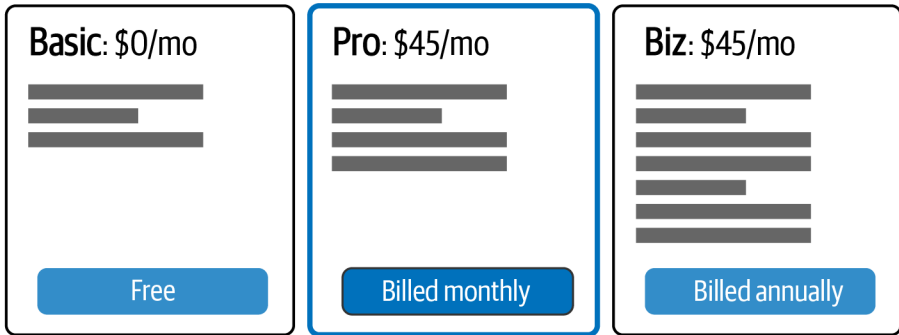 Basic: $0/mo
Free
Pro: $45/mo
Billed monthly
Biz: $45/mo
Billed annually